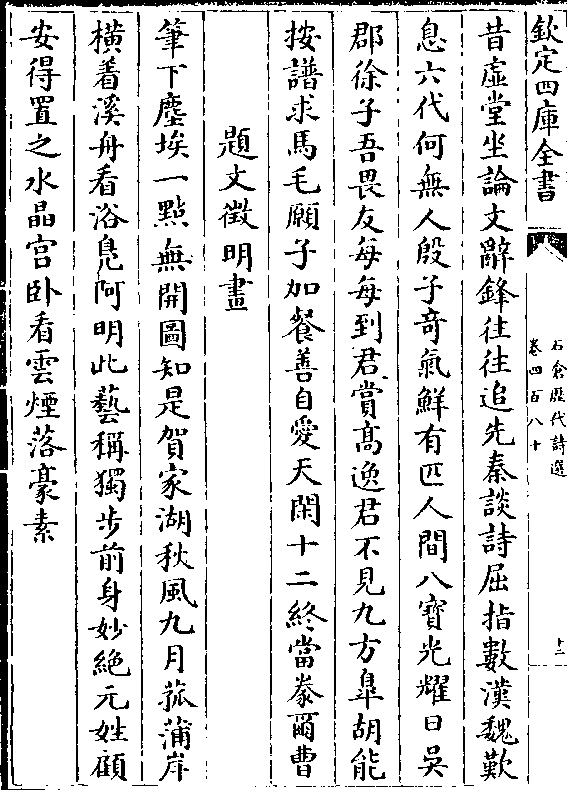 欽定四庫全書
石倉歷代詩選
卷四百八十
十二
昔虛堂坐論文辭鋒往往追先秦談詩屈指數漢魏歎
息六代何無人殷子竒氣鮮有匹人間八寶光耀日吳
郡徐子吾畏友每每到君賞髙逸君不見九方臯胡能
按譜求馬毛願子加餐善自愛天閑十二終當豢爾曹
題文徵明畫
筆下塵埃一點無開圖知是賀家湖秋風九月菰蒲岸
橫着溪舟看浴鳬阿明此藝稱獨步前身妙絶元姓顧
安得置之水晶宫卧看雲煙落豪素